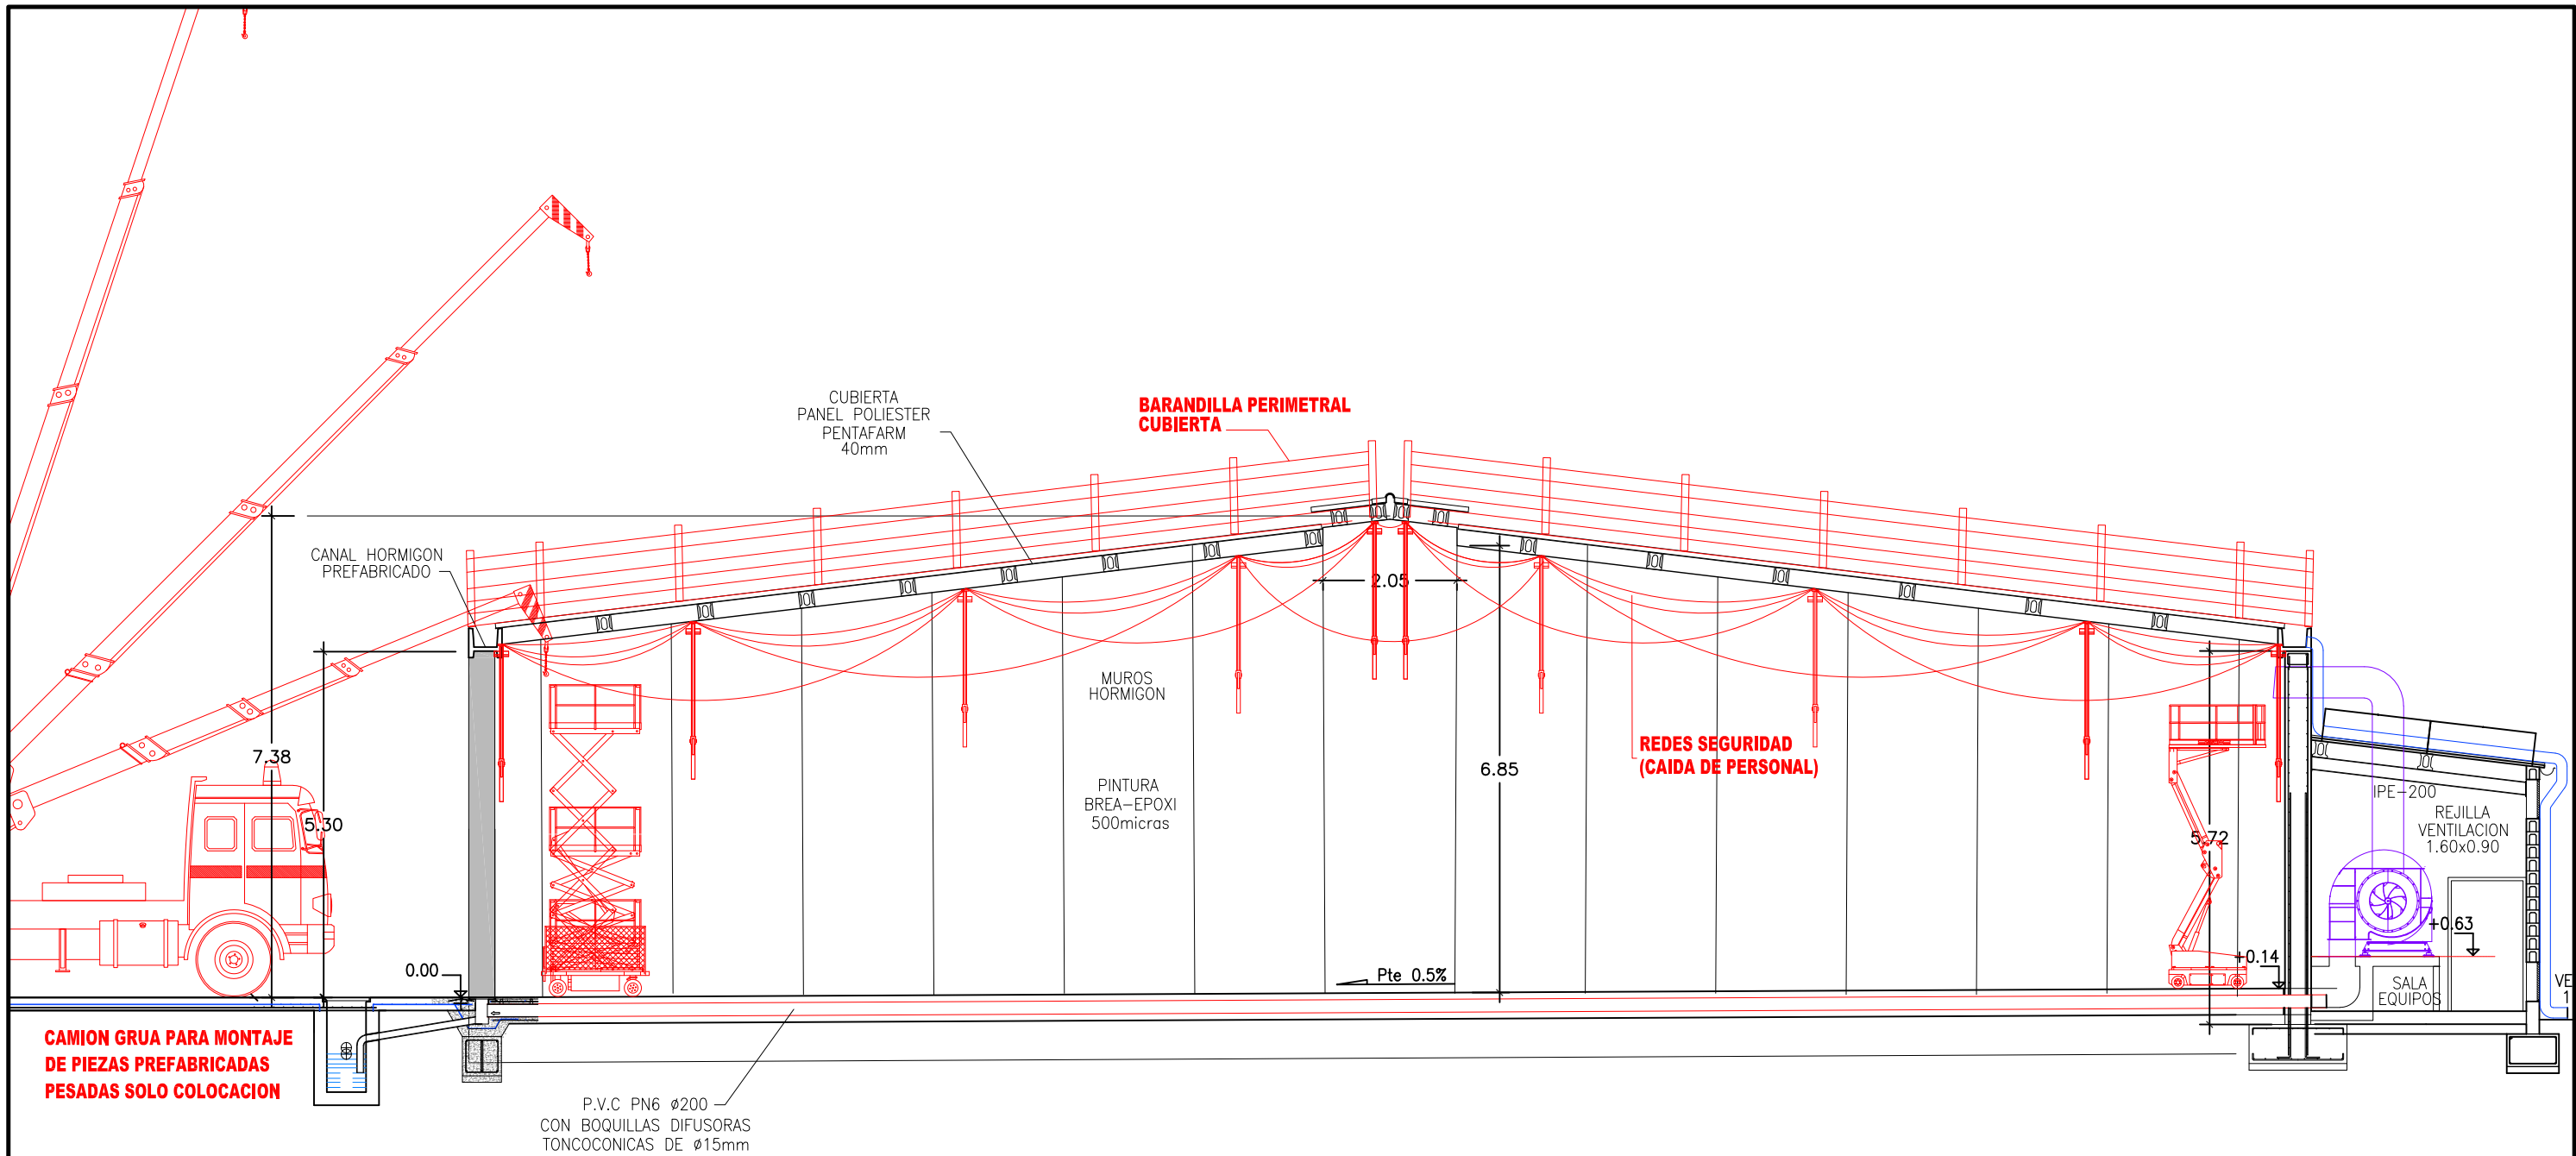 CUBIERTA
PANEL POLIESTER
PENTAFARM
40mm
BARANDILLA PERIMETRAL
CUBIERTA
CANAL HORMIGON
PREFABRICADO
2.05
MUROS
HORMIGON
7.38
5.30
6.85
REDES SEGURIDAD
(CAIDA DE PERSONAL)
PINTURA
BREA-EPOXI
500micras
IPE-200
REJILLA
VENTILACION
1.60x0.90
5.72
+0.63
+0.14
0.00
Pte 0.5%
SALA
EQUIPOS
VE
1
CAMION GRUA PARA MONTAJE
DE PIEZAS PREFABRICADAS
PESADAS SOLO COLOCACION
P.V.C PN6 ø200
CON BOQUILLAS DIFUSORAS
TONCOCONICAS DE ø15mm